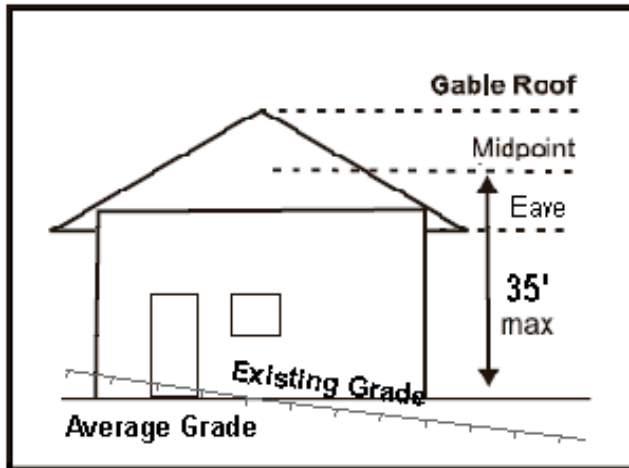 Gable Roof
Midpoint
Eave
35'
max
Existing Grade
Average Grade